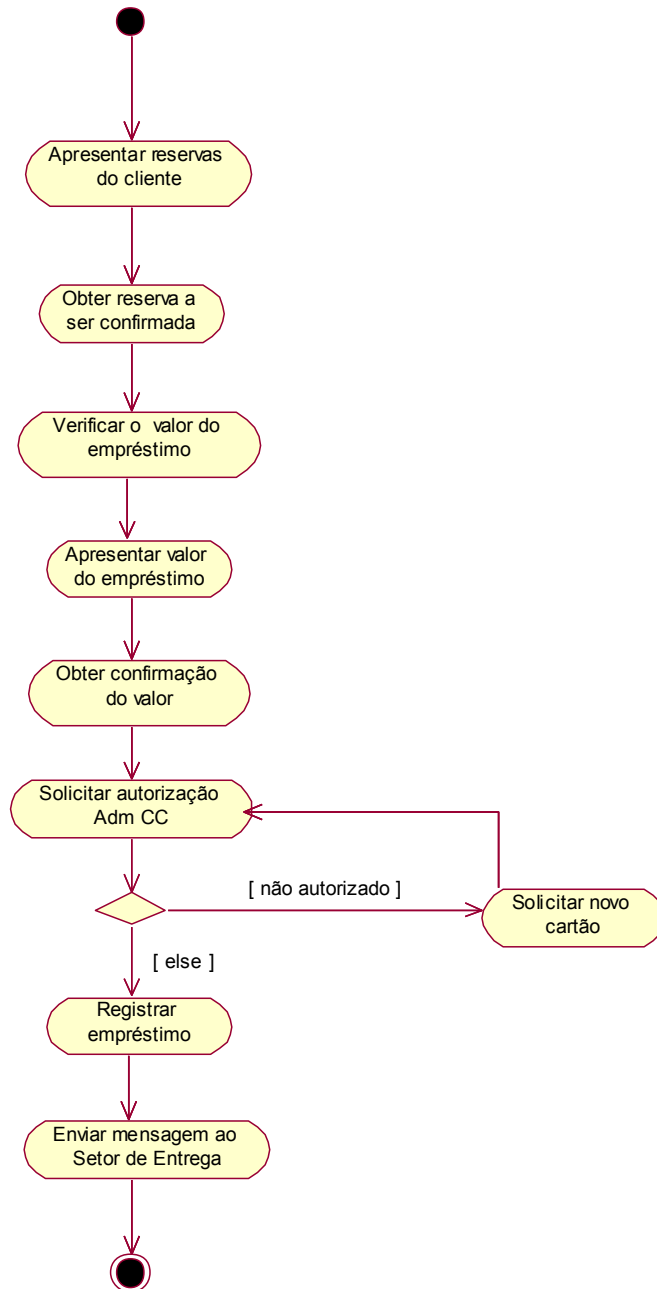 Apresentar reservas
do cliente
Obter reserva a
ser confirmada
Verificar o  valor do
empréstimo
Apresentar valor
do empréstimo
Obter confirmação
do valor
Solicitar autorização
Adm CC
[ não autorizado ]
Solicitar novo
cartão
[ else ]
Registrar
empréstimo
Enviar mensagem ao
Setor de Entrega